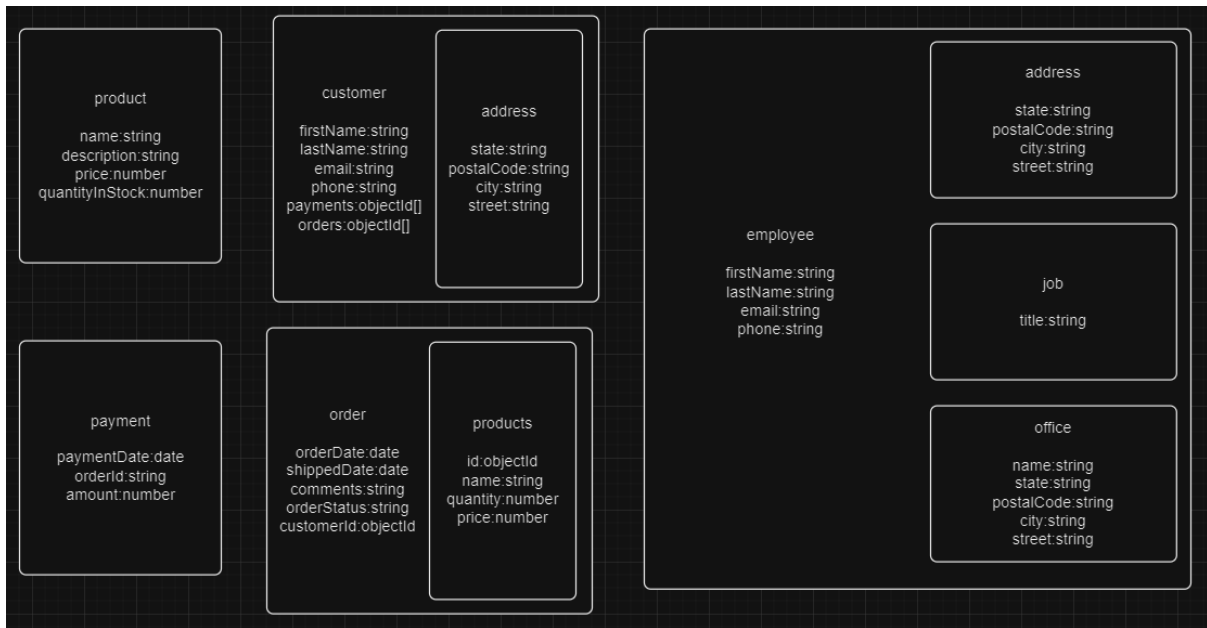 product
name:string
description:string
price:number
quantityInStock:number
customer
firstName:string
lastName:string
email:string
phone:string
payments:objectId[]
orders:objectId[]
address
state:string
postalCode:string
city:string
street:string
payment
paymentDate:date
orderId:string
amount:number
order
orderDate:date
shippedDate:date
comments:string
orderStatus:string
customerId:objectId
products
id:objectId
name:string
quantity:number
price:number
employee
firstName:string
lastName:string
email:string
phone:string
address
state:string
postalCode:string
city:string
street:string
job
title:string
office
name:string
state:string
postalCode:string
city:string
street:string